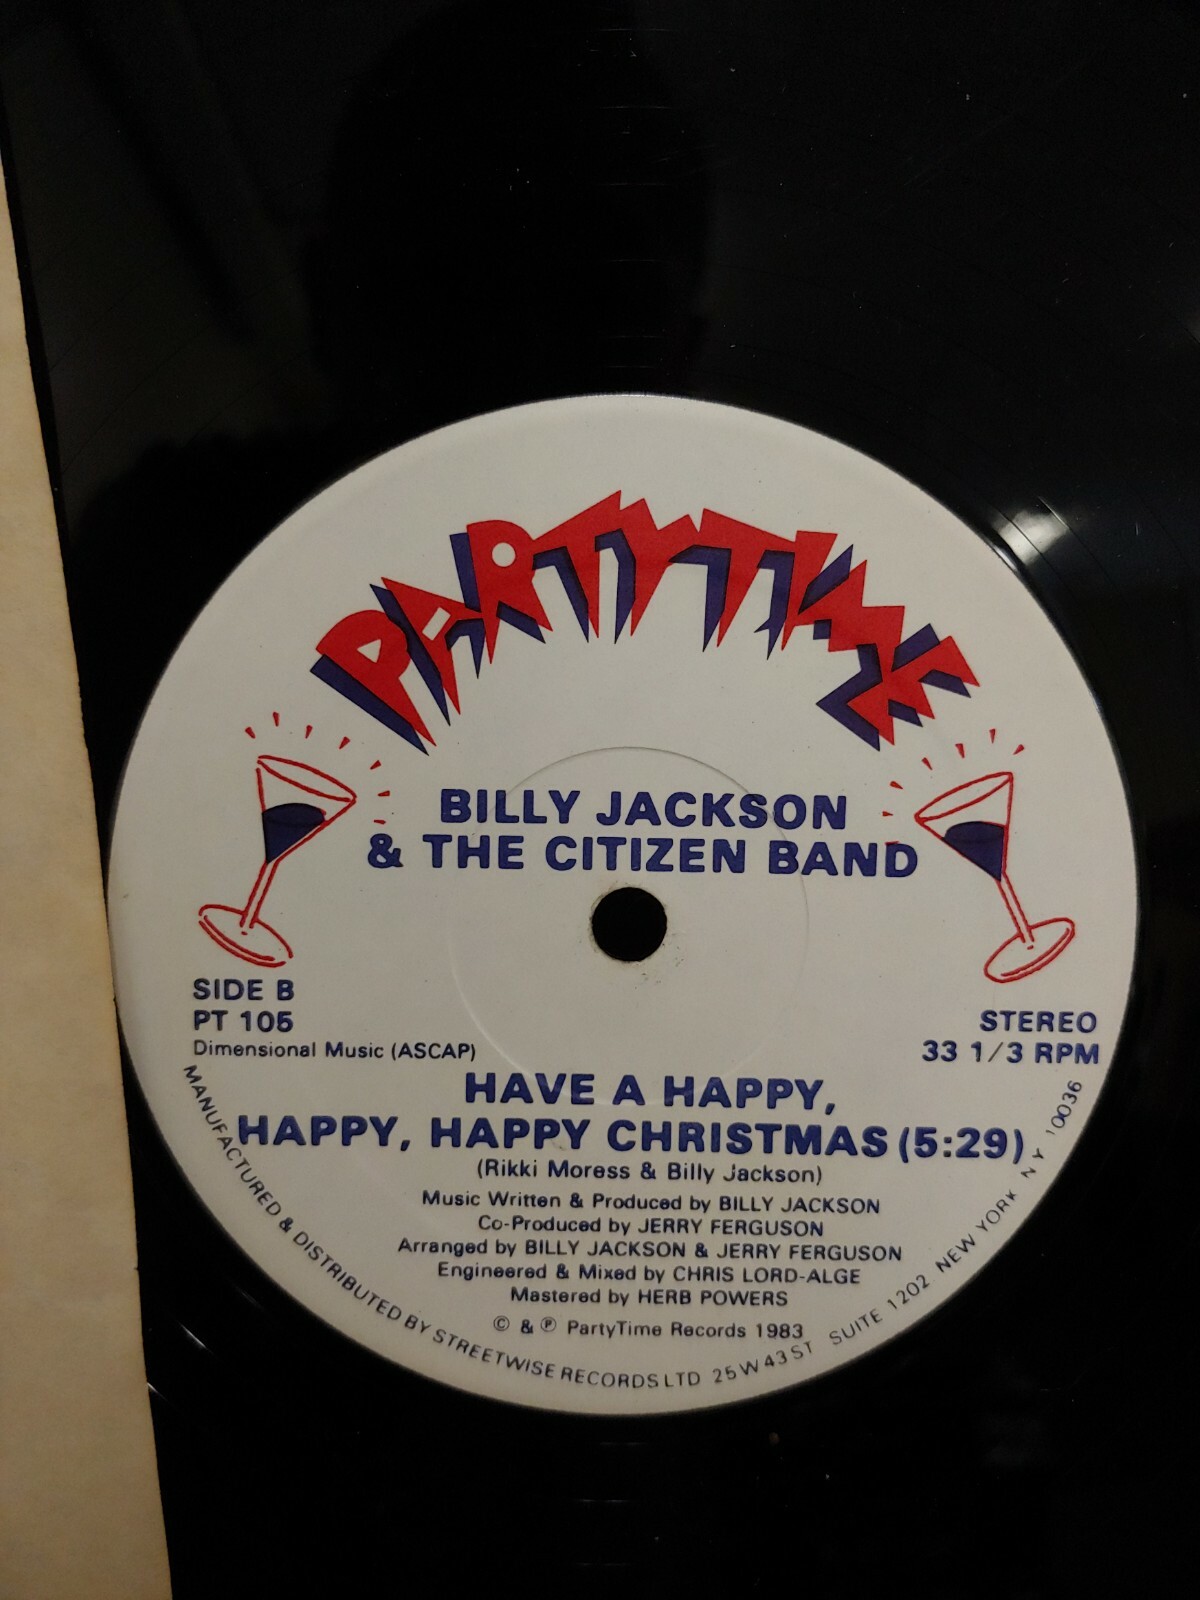 PARTYTIME
BILLY JACKSON
& THE CITIZEN BAND
SIDE B
PT 105
Dimensional Music (ASCAP)
STEREO
33 1/3 RPM
HAVE A HAPPY,
HAPPY, HAPPY CHRISTMAS (5:29)
(Rikki Moress & Billy Jackson)
Music Written & Produced by BILLY JACKSON
Co-Produced by JERRY FERGUSON
Arranged by BILLY JACKSON & JERRY FERGUSON
Engineered & Mixed by CHRIS LORD-ALGE
Mastered by HERB POWERS
© & ℗ PartyTime Records 1983
MANUFACTURED & DISTRIBUTED BY STREETWISE RECORDS LTD 25 W 43 ST SUITE 1202 NEW YORK N Y 10036